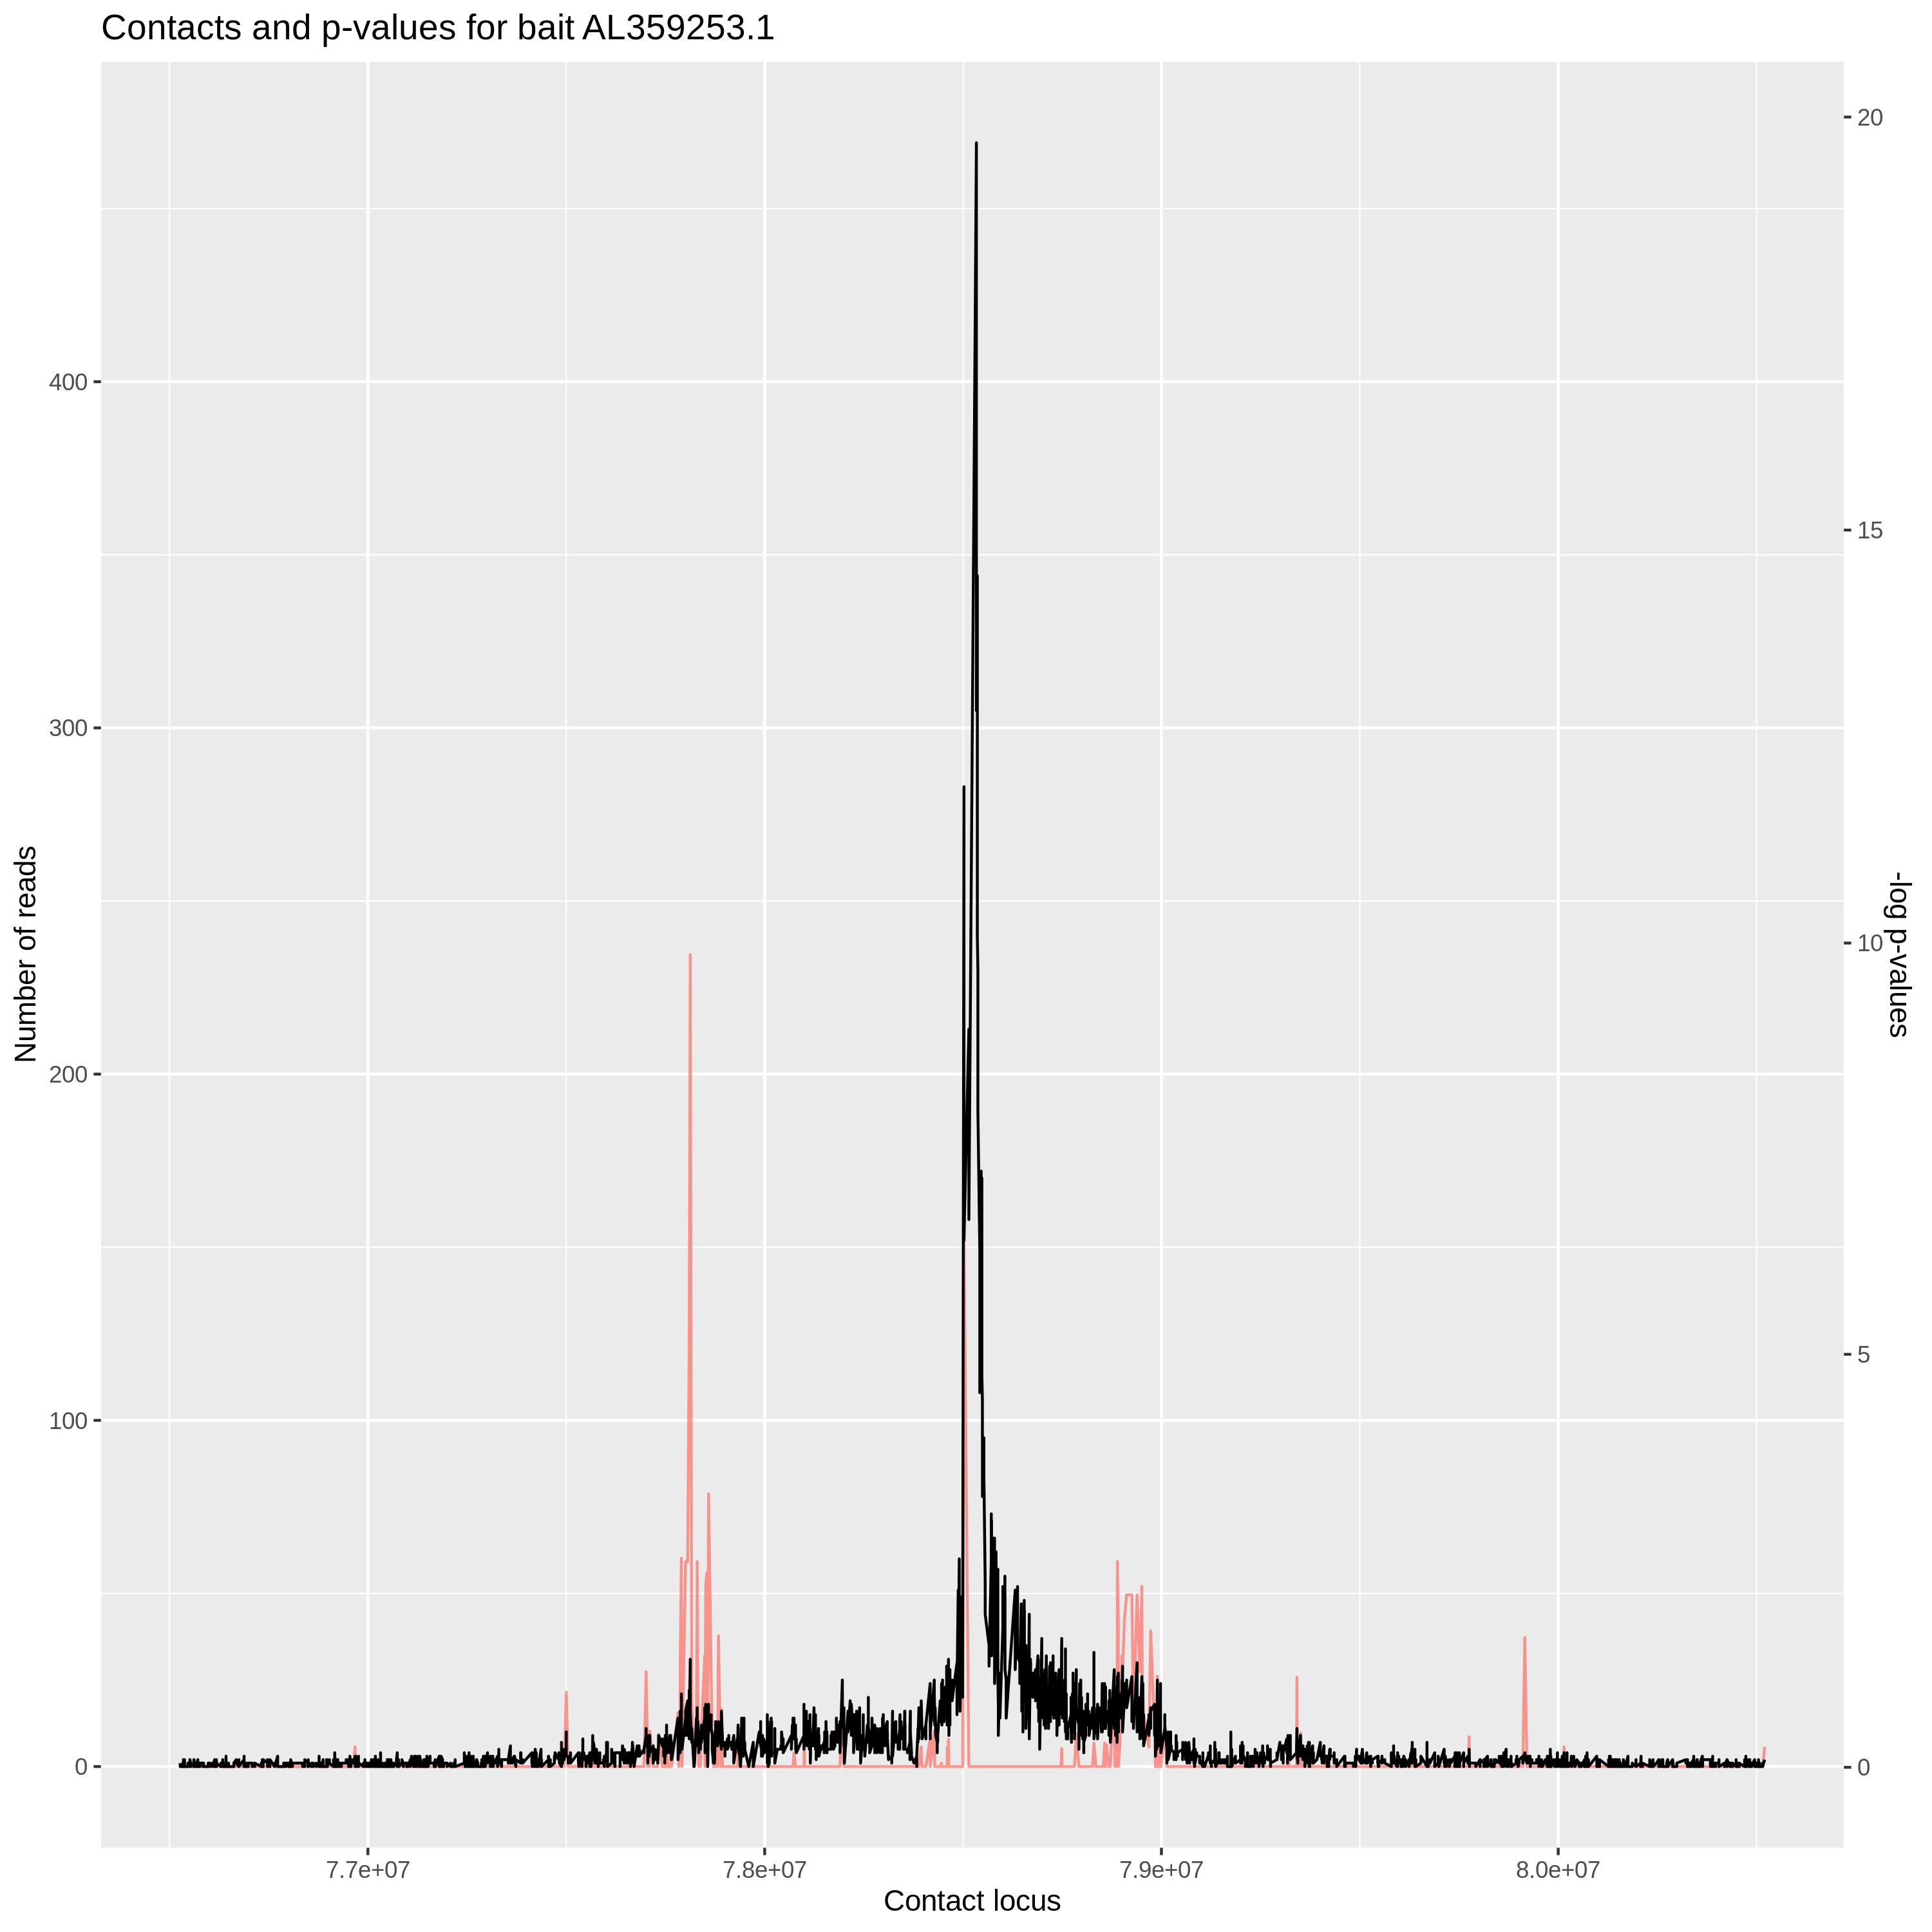 Contacts and p-values for bait AL359253.1
Number of reads
400
300
200
100
0
20
15
10
5
0
-log p-values
7.7e+07
7.8e+07
7.9e+07
8.0e+07
Contact locus